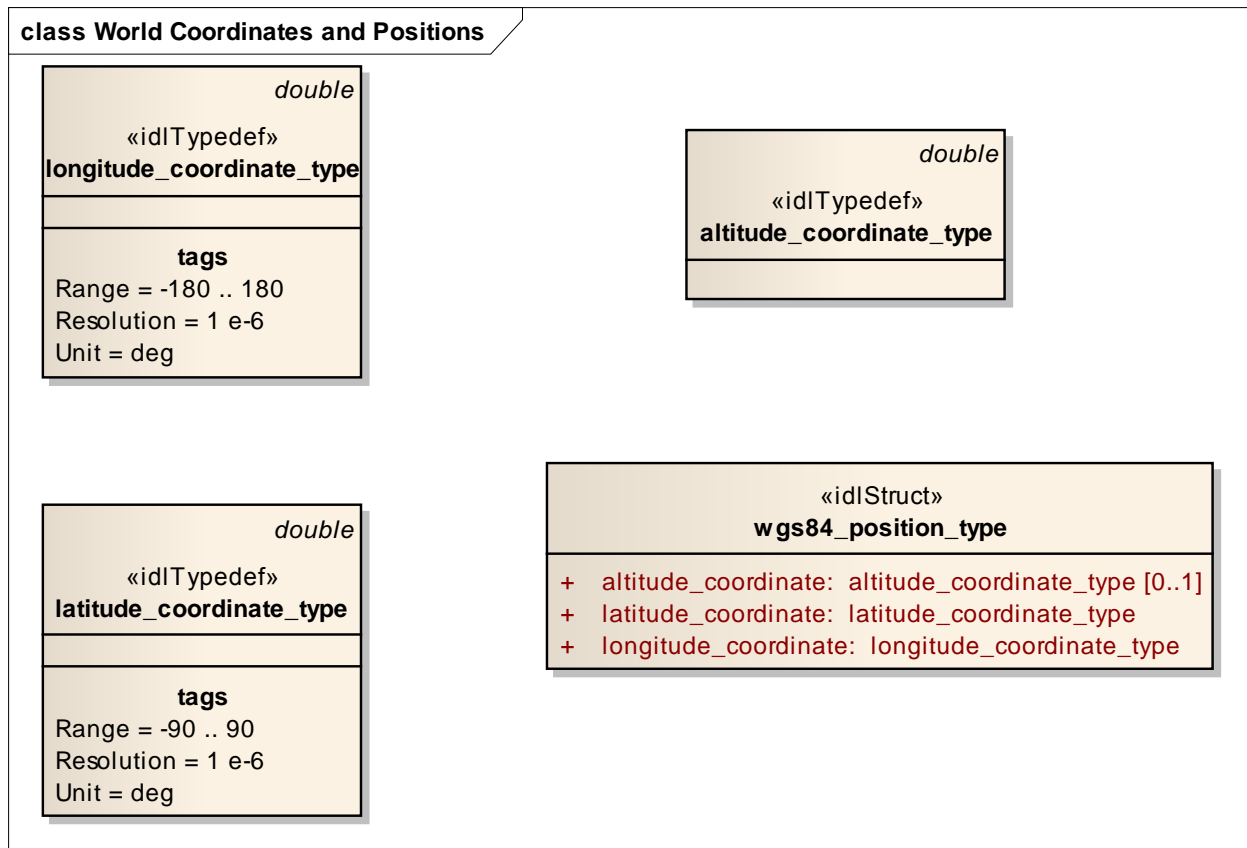 class World Coordinates and Positions
double
«idlTypedef»
longitude_coordinate_type
tags
Range = -180 .. 180
Resolution = 1 e-6
Unit = deg
double
«idlTypedef»
altitude_coordinate_type
double
«idlTypedef»
latitude_coordinate_type
tags
Range = -90 .. 90
Resolution = 1 e-6
Unit = deg
«idlStruct»
wgs84_position_type
+ altitude_coordinate: altitude_coordinate_type [0..1]
+ latitude_coordinate: latitude_coordinate_type
+ longitude_coordinate: longitude_coordinate_type